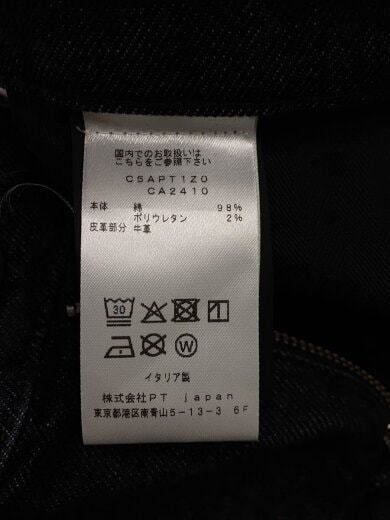 国内でのお取扱いは
こちらをご参照下さい
C5APT1Z0
CA2410
本体 綿 98%
ポリウレタン 2%
皮革部分 牛革
30
W
イタリア製
株式会社PT japan
東京都港区南青山5-13-3 6F